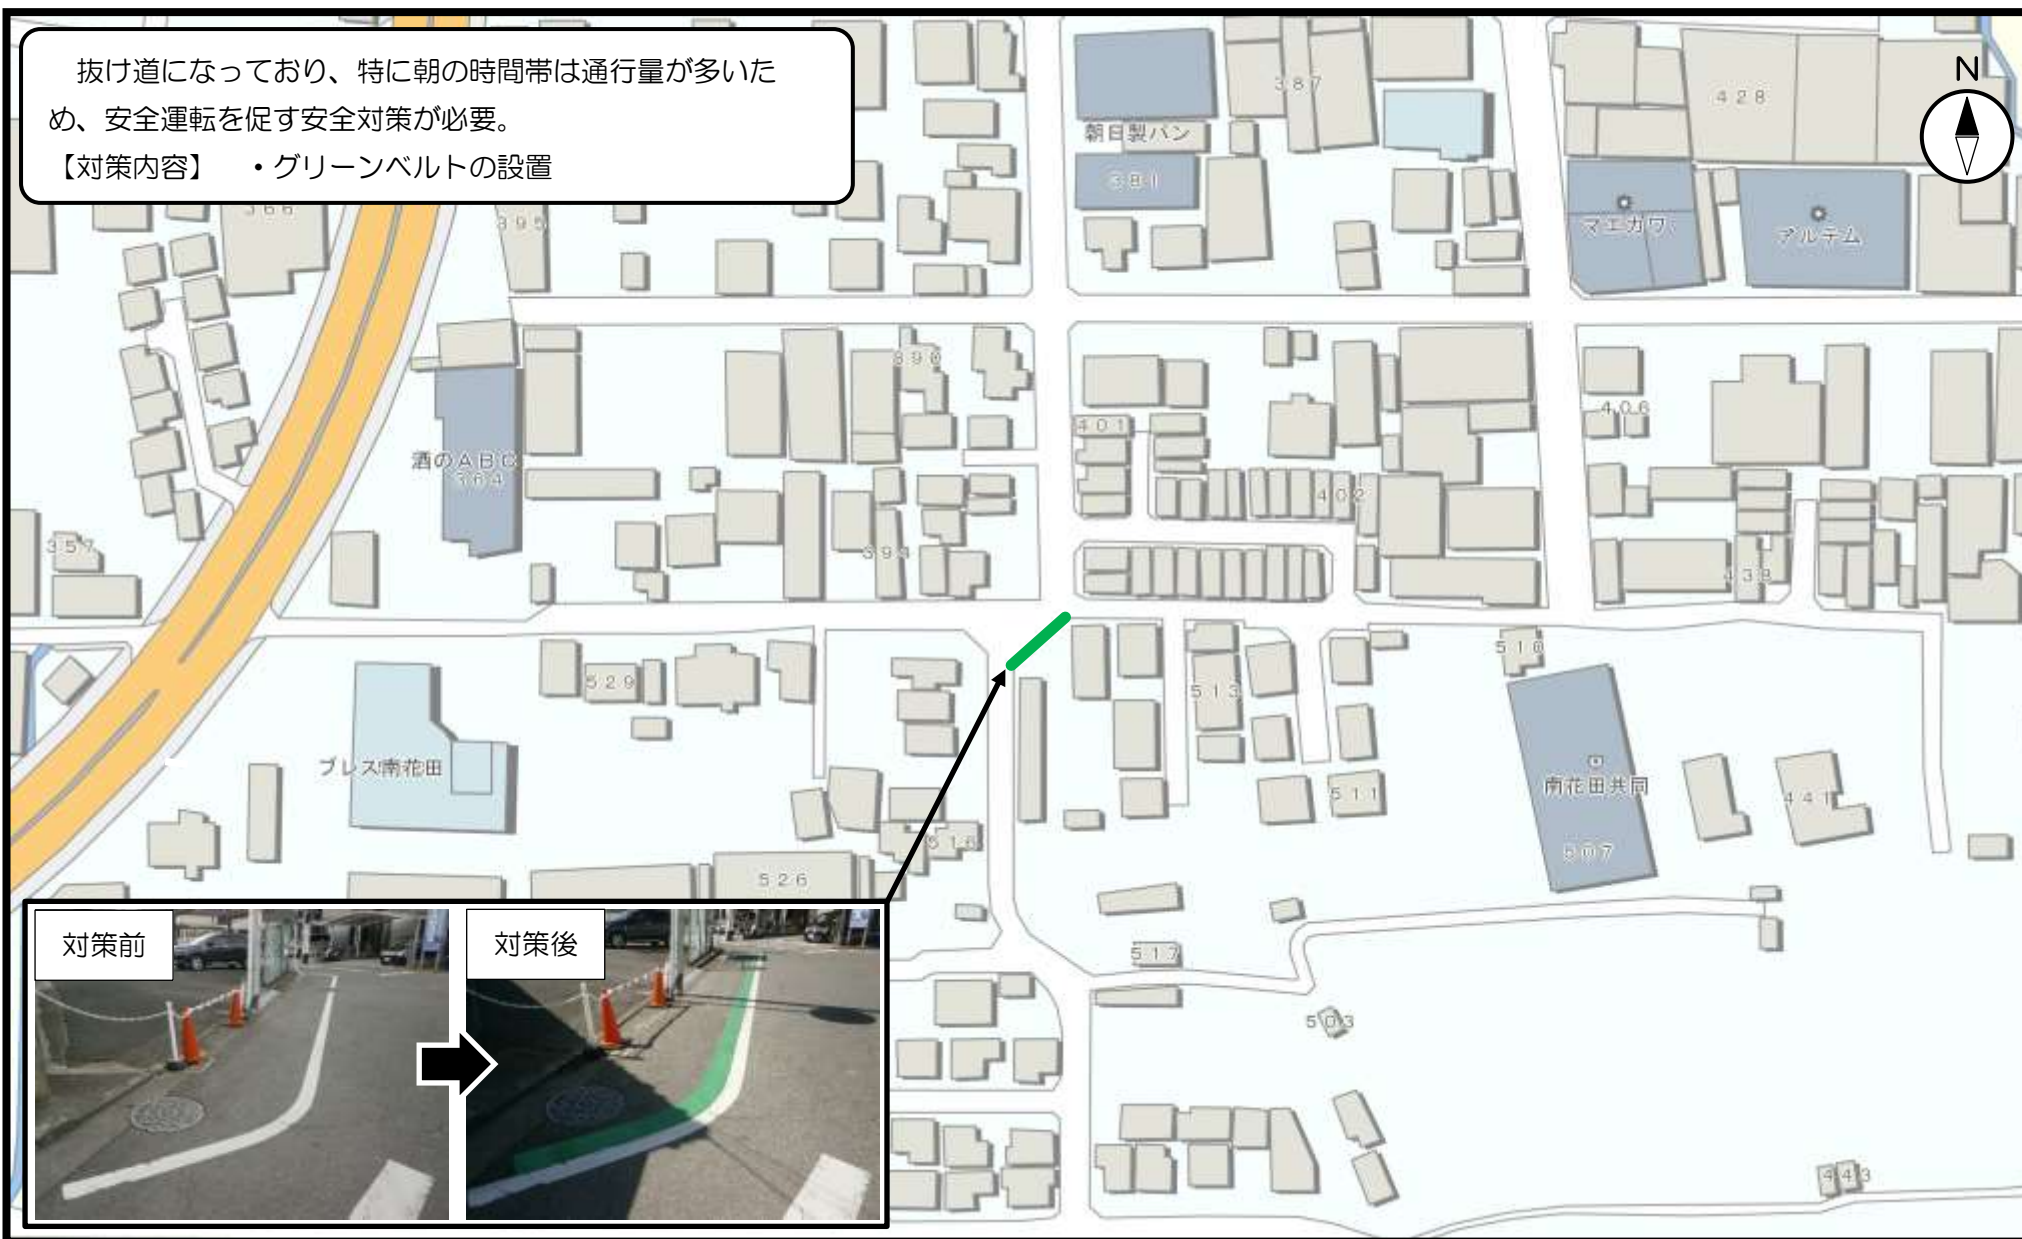 抜け道になっており、特に朝の時間帯は通行量が多いた
め、安全運転を促す安全対策が必要。
【対策内容】　・グリーンベルトの設置
N
387
428
朝日製パン
381
マエカワ
アルテム
366
395
396
401
406
酒のABC
364
402
357
394
438
529
513
516
プレス南花田
511
南花田共同
441
507
516
526
対策前
対策後
517
503
443